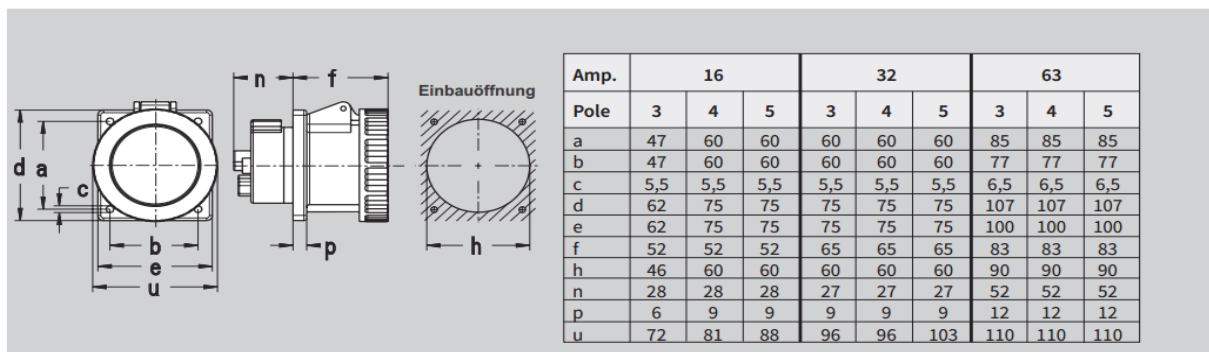 n
f
Einbauöffnung
d
a
c
b
e
u
p
h
Amp. 16 32 63
Pole 3 4 5 3 4 5 3 4 5
a 47 60 60 60 60 60 85 85 85
b 47 60 60 60 60 60 77 77 77
c 5,5 5,5 5,5 5,5 5,5 5,5 6,5 6,5 6,5
d 62 75 75 75 75 75 107 107 107
e 62 75 75 75 75 75 100 100 100
f 52 52 52 65 65 65 83 83 83
h 46 60 60 60 60 60 90 90 90
n 28 28 28 27 27 27 52 52 52
p 6 9 9 9 9 9 12 12 12
u 72 81 88 96 96 103 110 110 110